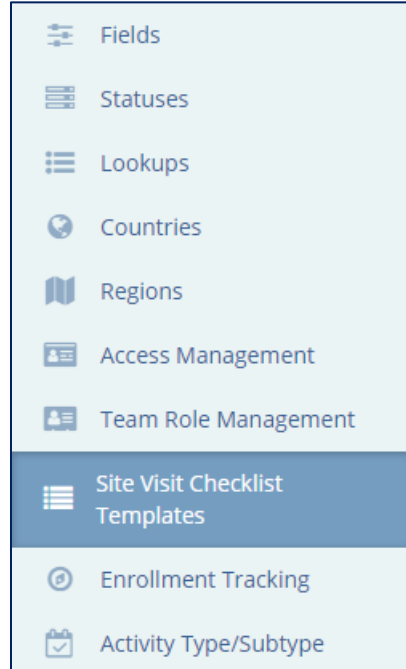 Fields
Statuses
Lookups
Countries
Regions
Access Management
Team Role Management
Site Visit Checklist
Templates
Enrollment Tracking
Activity Type/Subtype